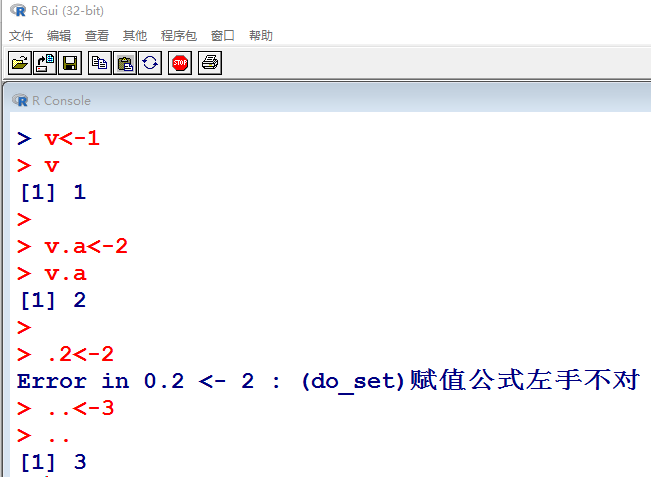 RGui (32-bit)
文件 编辑 查看 其他 程序包 窗口 帮助
STOP
R Console
> v<-1
> v
[1] 1
>
> v.a<-2
> v.a
[1] 2
>
> .2<-2
Error in 0.2 <- 2 : (do_set)赋值公式左手不对
> ..<-3
> ..
[1] 3